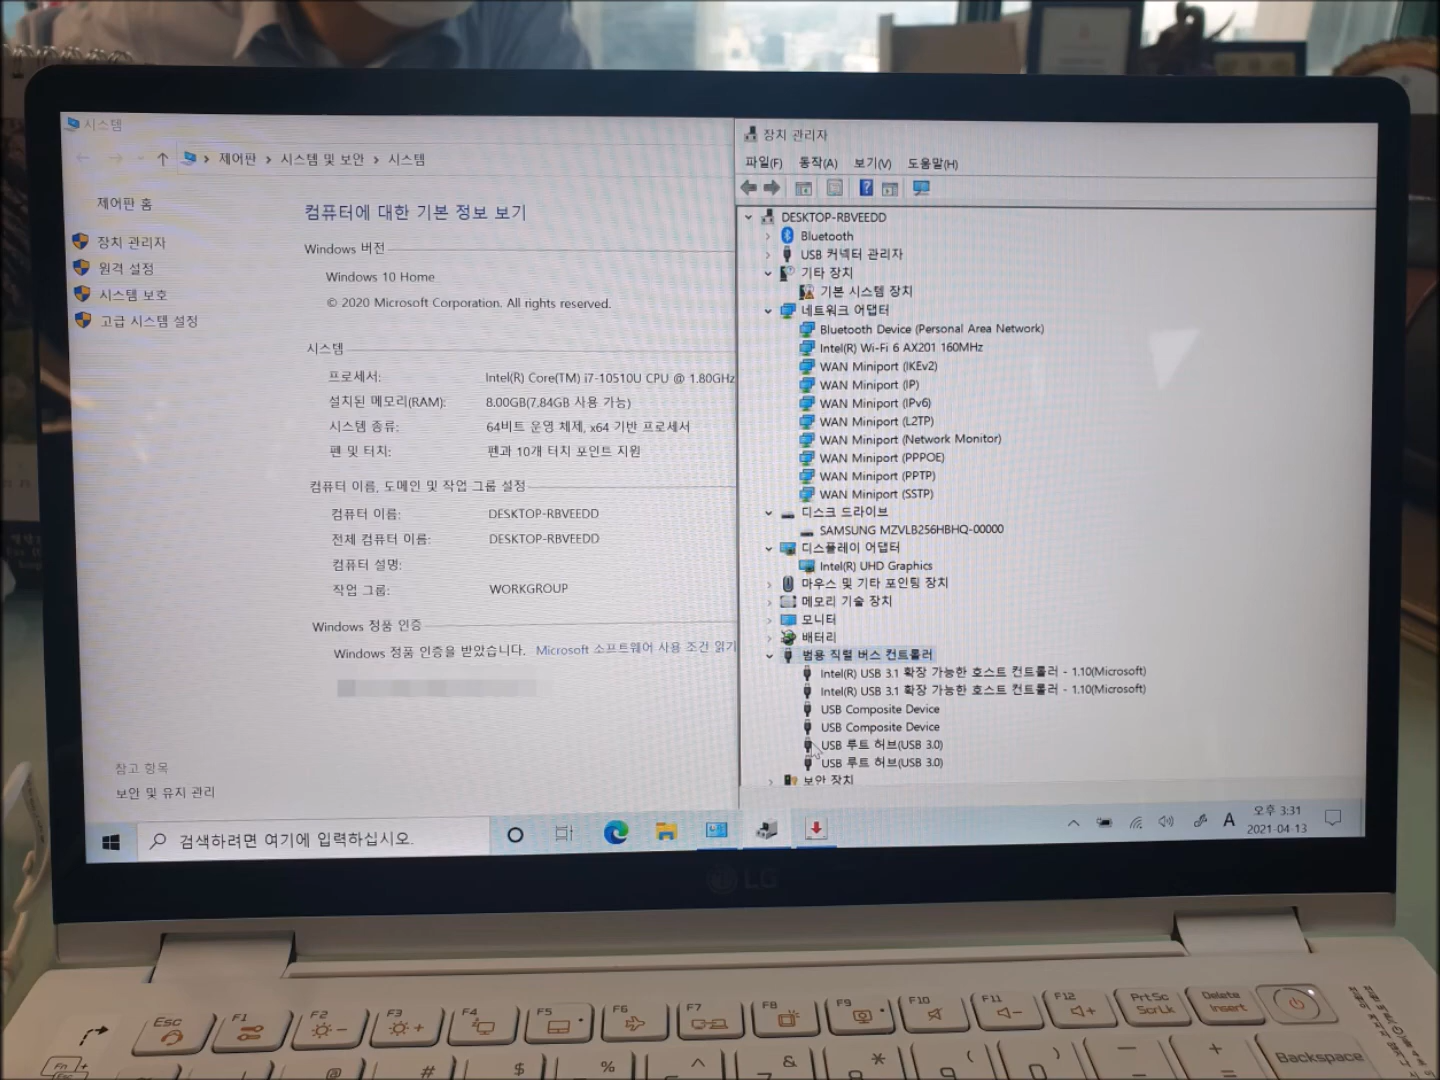 시스템
제어판 > 시스템 및 보안 > 시스템
제어판 홈
장치 관리자
원격 설정
시스템 보호
고급 시스템 설정
참고 항목
보안 및 유지 관리
컴퓨터에 대한 기본 정보 보기
Windows 버전
Windows 10 Home
© 2020 Microsoft Corporation. All rights reserved.
시스템
프로세서: Intel(R) Core(TM) i7-10510U CPU @ 1.80GHz
설치된 메모리(RAM): 8.00GB(7.84GB 사용 가능)
시스템 종류: 64비트 운영 체제, x64 기반 프로세서
펜 및 터치: 펜과 10개 터치 포인트 지원
컴퓨터 이름, 도메인 및 작업 그룹 설정
컴퓨터 이름: DESKTOP-RBVEEDD
전체 컴퓨터 이름: DESKTOP-RBVEEDD
컴퓨터 설명:
작업 그룹: WORKGROUP
Windows 정품 인증
Windows 정품 인증을 받았습니다. Microsoft 소프트웨어 사용 조건 읽기
장치 관리자
파일(F) 동작(A) 보기(V) 도움말(H)
DESKTOP-RBVEEDD
Bluetooth
USB 커넥터 관리자
기타 장치
기본 시스템 장치
네트워크 어댑터
Bluetooth Device (Personal Area Network)
Intel(R) Wi-Fi 6 AX201 160MHz
WAN Miniport (IKEv2)
WAN Miniport (IP)
WAN Miniport (IPv6)
WAN Miniport (L2TP)
WAN Miniport (Network Monitor)
WAN Miniport (PPPOE)
WAN Miniport (PPTP)
WAN Miniport (SSTP)
디스크 드라이브
SAMSUNG MZVLB256HBHQ-00000
디스플레이 어댑터
Intel(R) UHD Graphics
마우스 및 기타 포인팅 장치
메모리 기술 장치
모니터
배터리
범용 직렬 버스 컨트롤러
Intel(R) USB 3.1 확장 가능한 호스트 컨트롤러 - 1.10(Microsoft)
Intel(R) USB 3.1 확장 가능한 호스트 컨트롤러 - 1.10(Microsoft)
USB Composite Device
USB Composite Device
USB 루트 허브(USB 3.0)
USB 루트 허브(USB 3.0)
보안 장치
검색하려면 여기에 입력하십시오.
A
오후 3:31
2021-04-13
LG
Esc F1 F2 F3 F4 F5 F6 F7 F8 F9 F10 F11 F12 PrtSc ScrLk Delete Insert
Fn + Esc
@ # $ % ^ & * ( ) − + = Backspace